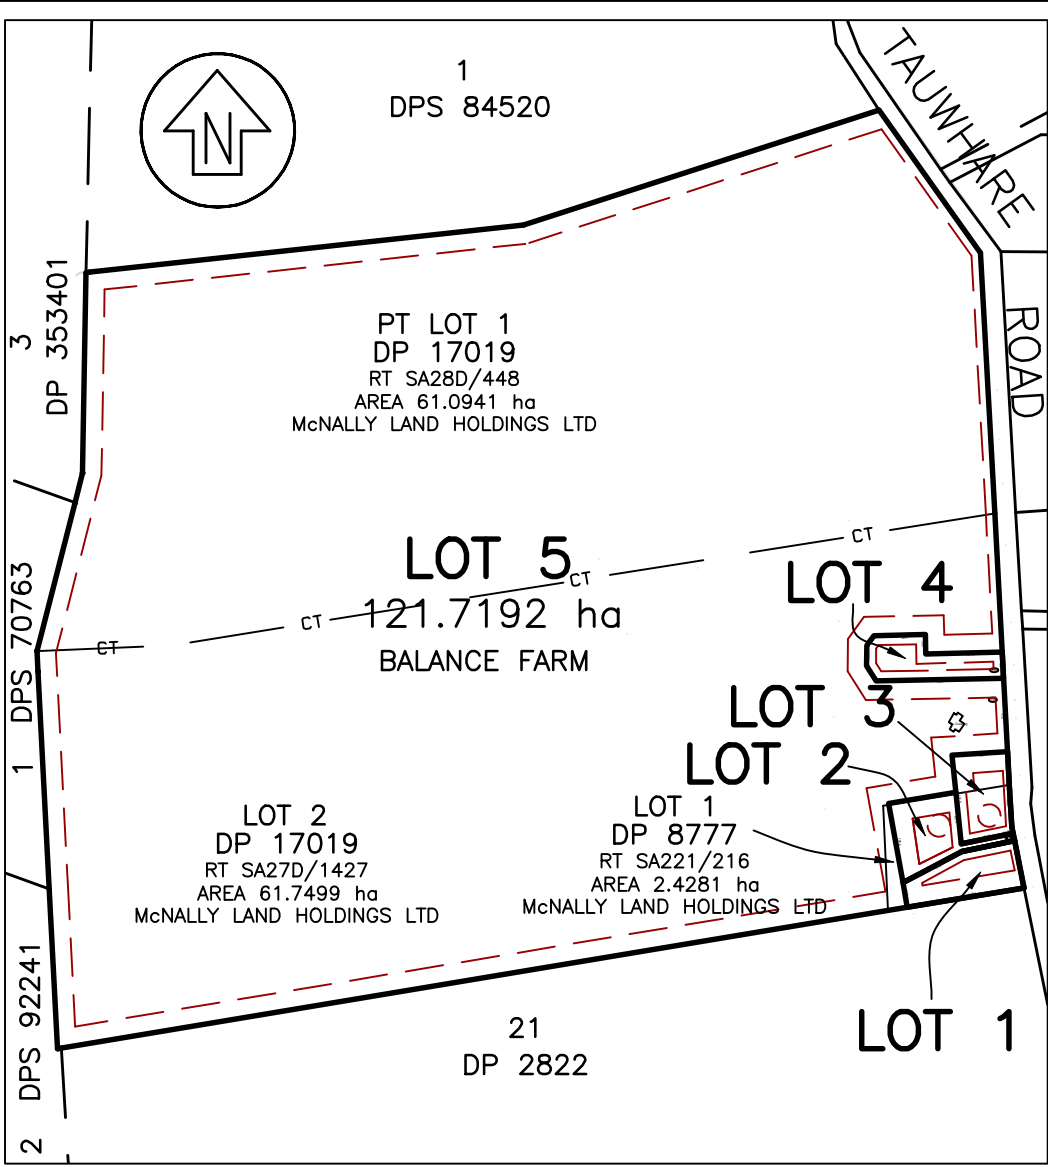 1
DPS 84520
N
TAUWHARE
ROAD
3
DP 353401
PT LOT 1
DP 17019
RT SA28D/448
AREA 61.0941 ha
McNALLY LAND HOLDINGS LTD
CT
CT
CT
CT
LOT 5
121.7192 ha
BALANCE FARM
LOT 4
LOT 3
LOT 2
1 DPS 70763
LOT 2
DP 17019
RT SA27D/1427
AREA 61.7499 ha
McNALLY LAND HOLDINGS LTD
LOT 1
DP 8777
RT SA221/216
AREA 2.4281 ha
McNALLY LAND HOLDINGS LTD
2 DPS 92241
21
DP 2822
LOT 1